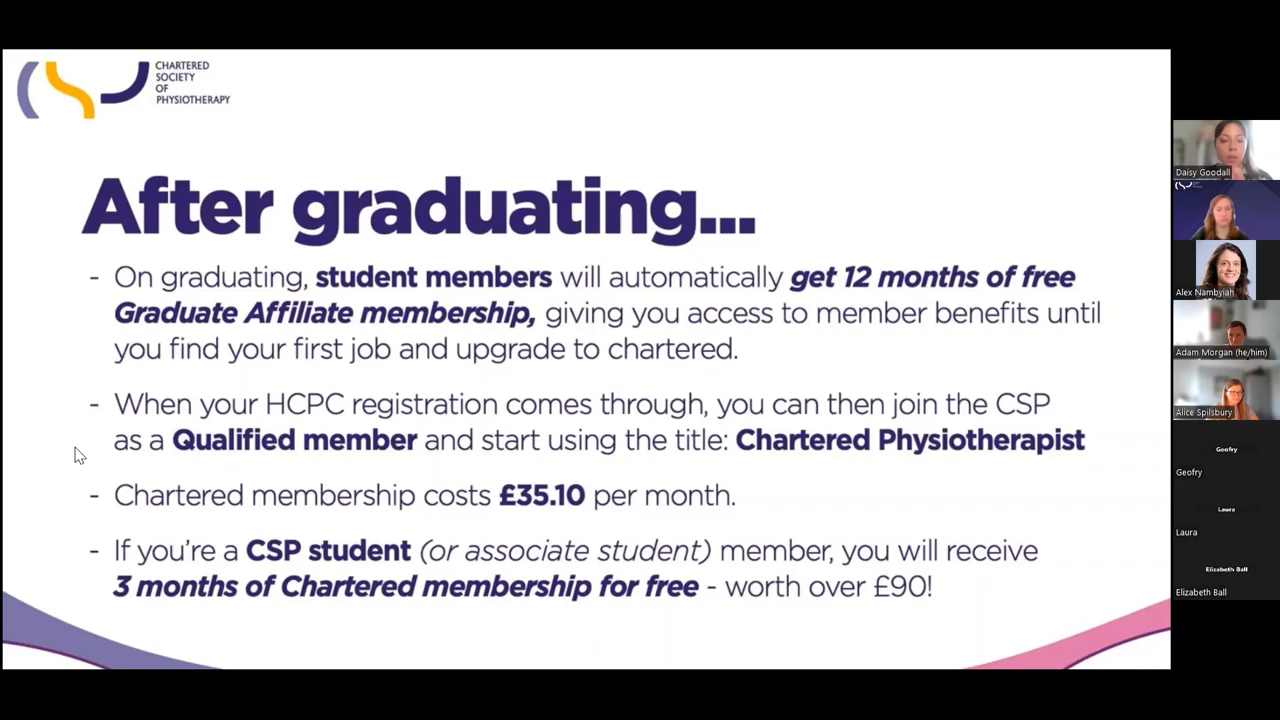 CHARTERED
SOCIETY
OF
PHYSIOTHERAPY
After graduating...
- On graduating, student members will automatically get 12 months of free
Graduate Affiliate membership, giving you access to member benefits until
you find your first job and upgrade to chartered.
- When your HCPC registration comes through, you can then join the CSP
as a Qualified member and start using the title: Chartered Physiotherapist
- Chartered membership costs £35.10 per month.
- If you're a CSP student (or associate student) member, you will receive
3 months of Chartered membership for free - worth over £90!
Daisy Goodall
Alex Nambyiah
Adam Morgan (he/him)
Alice Spilsbury
Geofry
Geofry
Laura
Laura
Elizabeth Ball
Elizabeth Ball